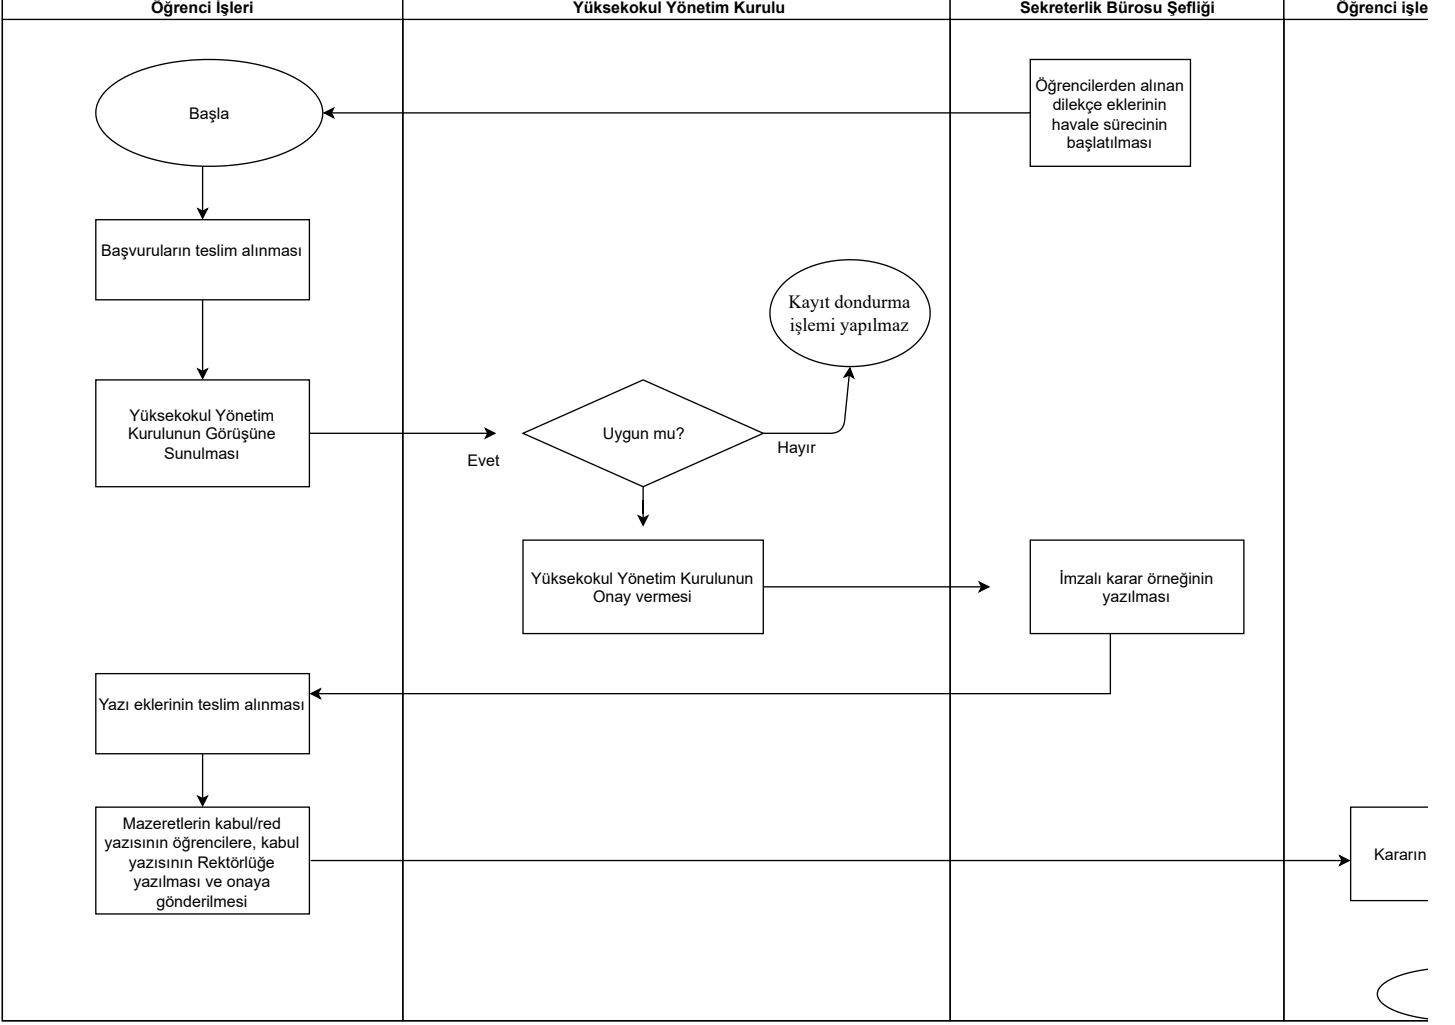 Öğrenci İşleri
Yüksekokul Yönetim Kurulu
Sekreterlik Bürosu Şefliği
Öğrenci işle
Başla
Öğrencilerden alınan
dilekçe eklerinin
havale sürecinin
başlatılması
Başvuruların teslim alınması
Kayıt dondurma
işlemi yapılmaz
Yüksekokul Yönetim
Kurulunun Görüşüne
Sunulması
Uygun mu?
Evet
Hayır
Yüksekokul Yönetim Kurulunun
Onay vermesi
İmzalı karar örneğinin
yazılması
Yazı eklerinin teslim alınması
Mazeretlerin kabul/red
yazısının öğrencilere, kabul
yazısının Rektörlüğe
yazılması ve onaya
gönderilmesi
Kararın